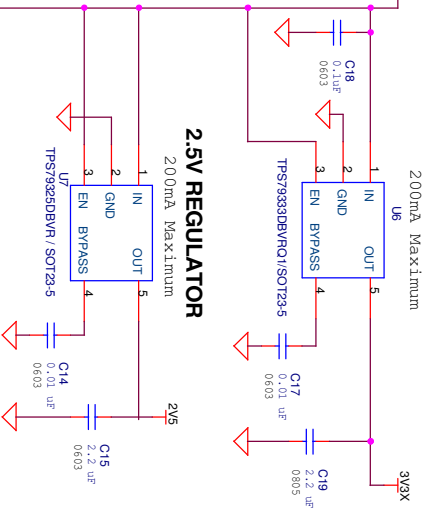 200mA Maximum
U6
1
IN
2
GND
3
EN
OUT
5
BYPASS
4
TPS79333DBVRQ1/SOT23-5
C18
0.1uF
0603
C17
0.01 uF
0603
C19
2.2 uF
0805
3V3X
2.5V REGULATOR
200mA Maximum
1
IN
2
GND
3
EN
OUT
5
BYPASS
4
U7
TPS79325DBVR / SOT23-5
C14
0.01 uF
0603
C15
2.2 uF
0603
2V5